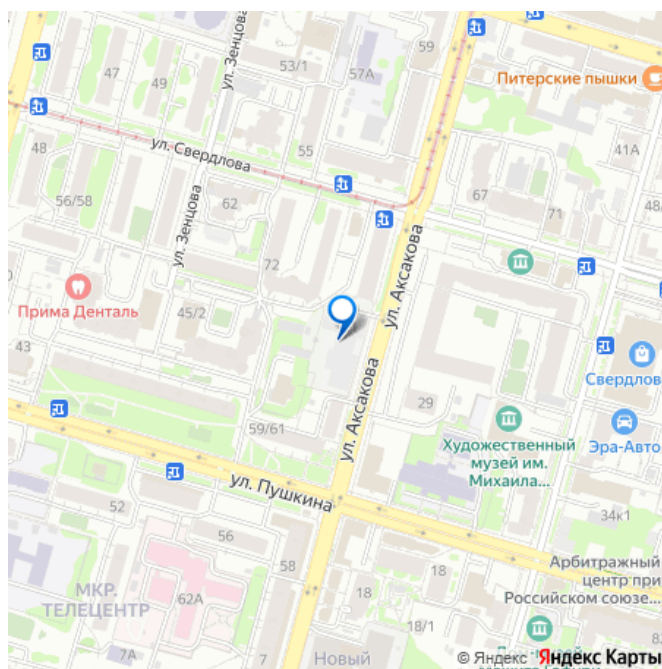 59
53/1
57А
47
49
ул. Зенцова
Питерские пышки
ул. Свердлова
55
48
41А
67
71
56/58
62
ул. Зенцова
72
ул. Аксакова
Прима Денталь
45/2
43
Свердлов
ул. Аксакова
29
59/61
Художественный
музей им.
Михаила...
Эра-Авто
ул. Пушкина
52
34к1
56
58
18
Арбитражный
центр при
Российском союзе...
МКР.
ТЕЛЕЦЕНТР
62А
18
18/1
7А
Новый
© Яндекс Яндекс Карты